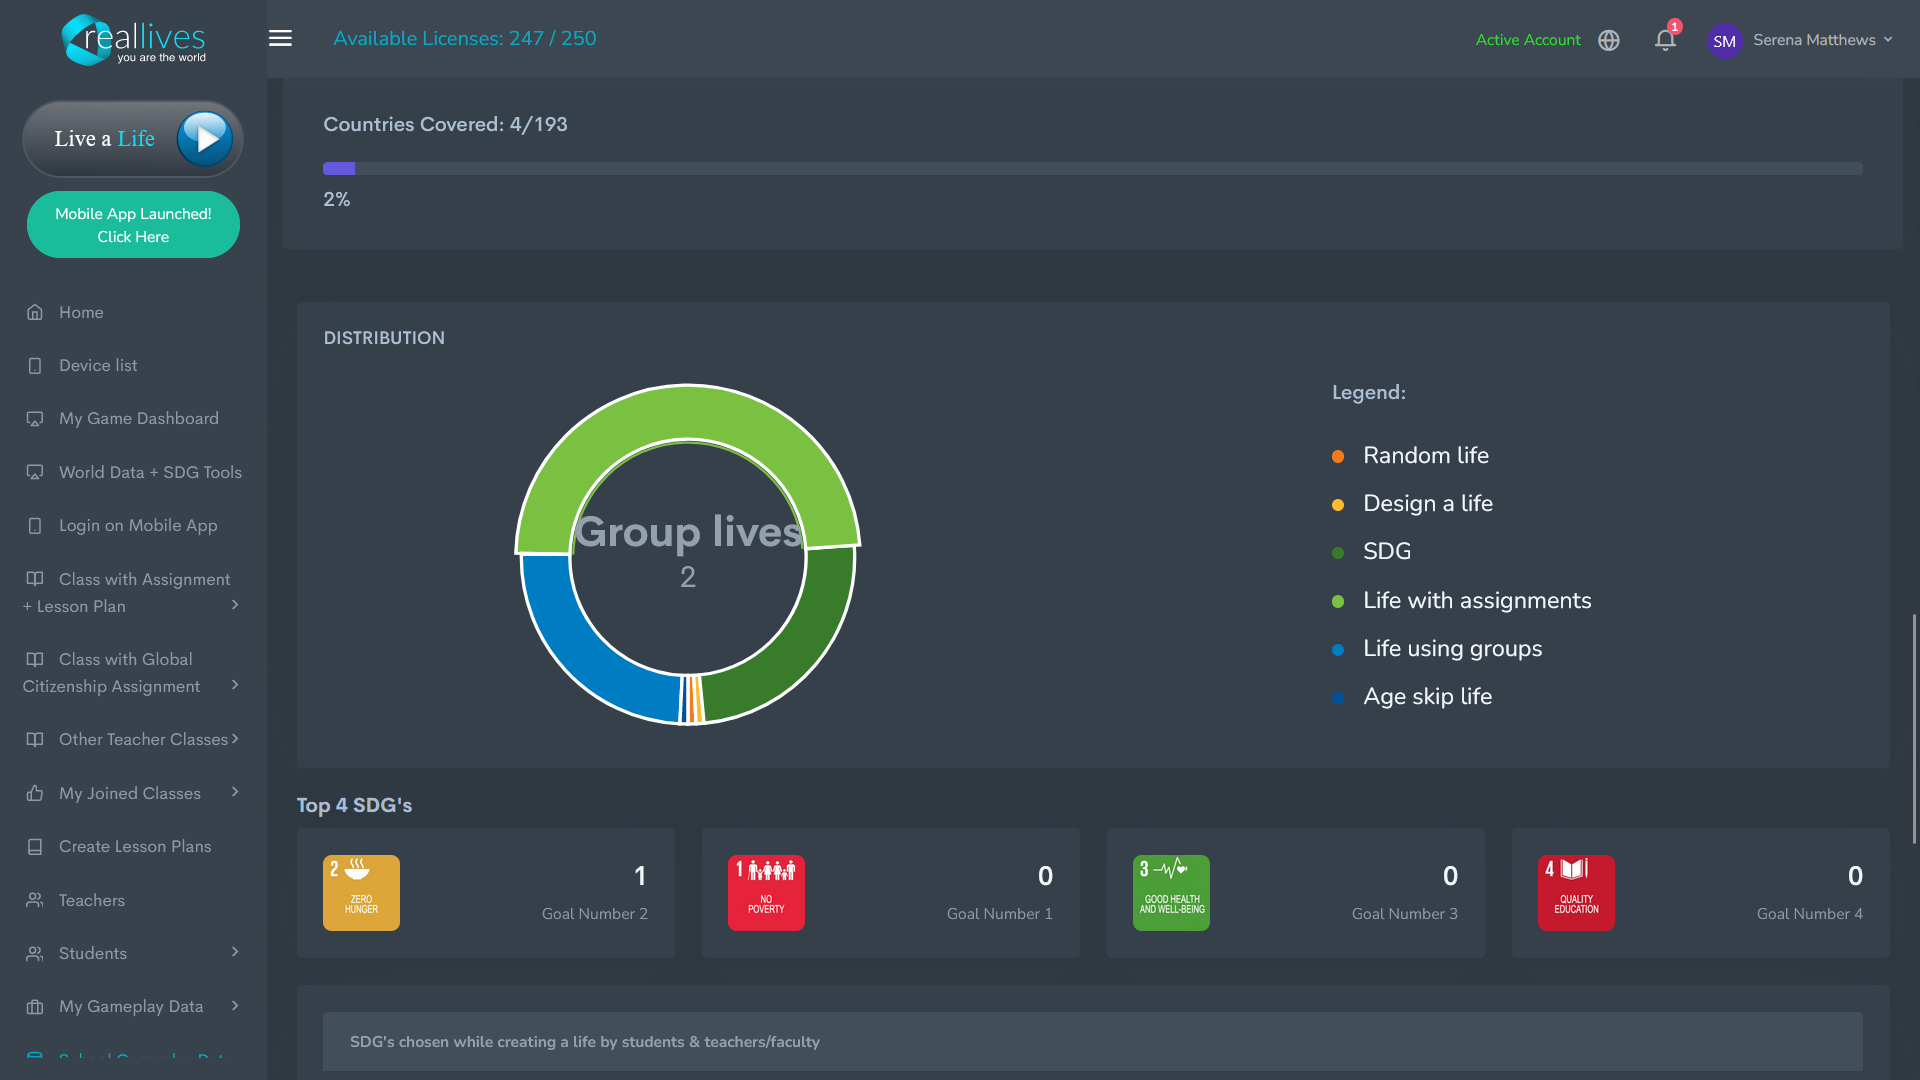 reallives
you are the world
Available Licenses: 247 / 250
Active Account
1
SM
Serena Matthews
Live a Life
Mobile App Launched!
Click Here
Home
Device list
My Game Dashboard
World Data + SDG Tools
Login on Mobile App
Class with Assignment
+ Lesson Plan
Class with Global
Citizenship Assignment
Other Teacher Classes
My Joined Classes
Create Lesson Plans
Teachers
Students
My Gameplay Data
Countries Covered: 4/193
2%
DISTRIBUTION
Group lives
2
Legend:
Random life
Design a life
SDG
Life with assignments
Life using groups
Age skip life
Top 4 SDG's
2
ZERO
HUNGER
1
Goal Number 2
1
NO
POVERTY
0
Goal Number 1
3
GOOD HEALTH
AND WELL-BEING
0
Goal Number 3
4
QUALITY
EDUCATION
0
Goal Number 4
SDG's chosen while creating a life by students & teachers/faculty